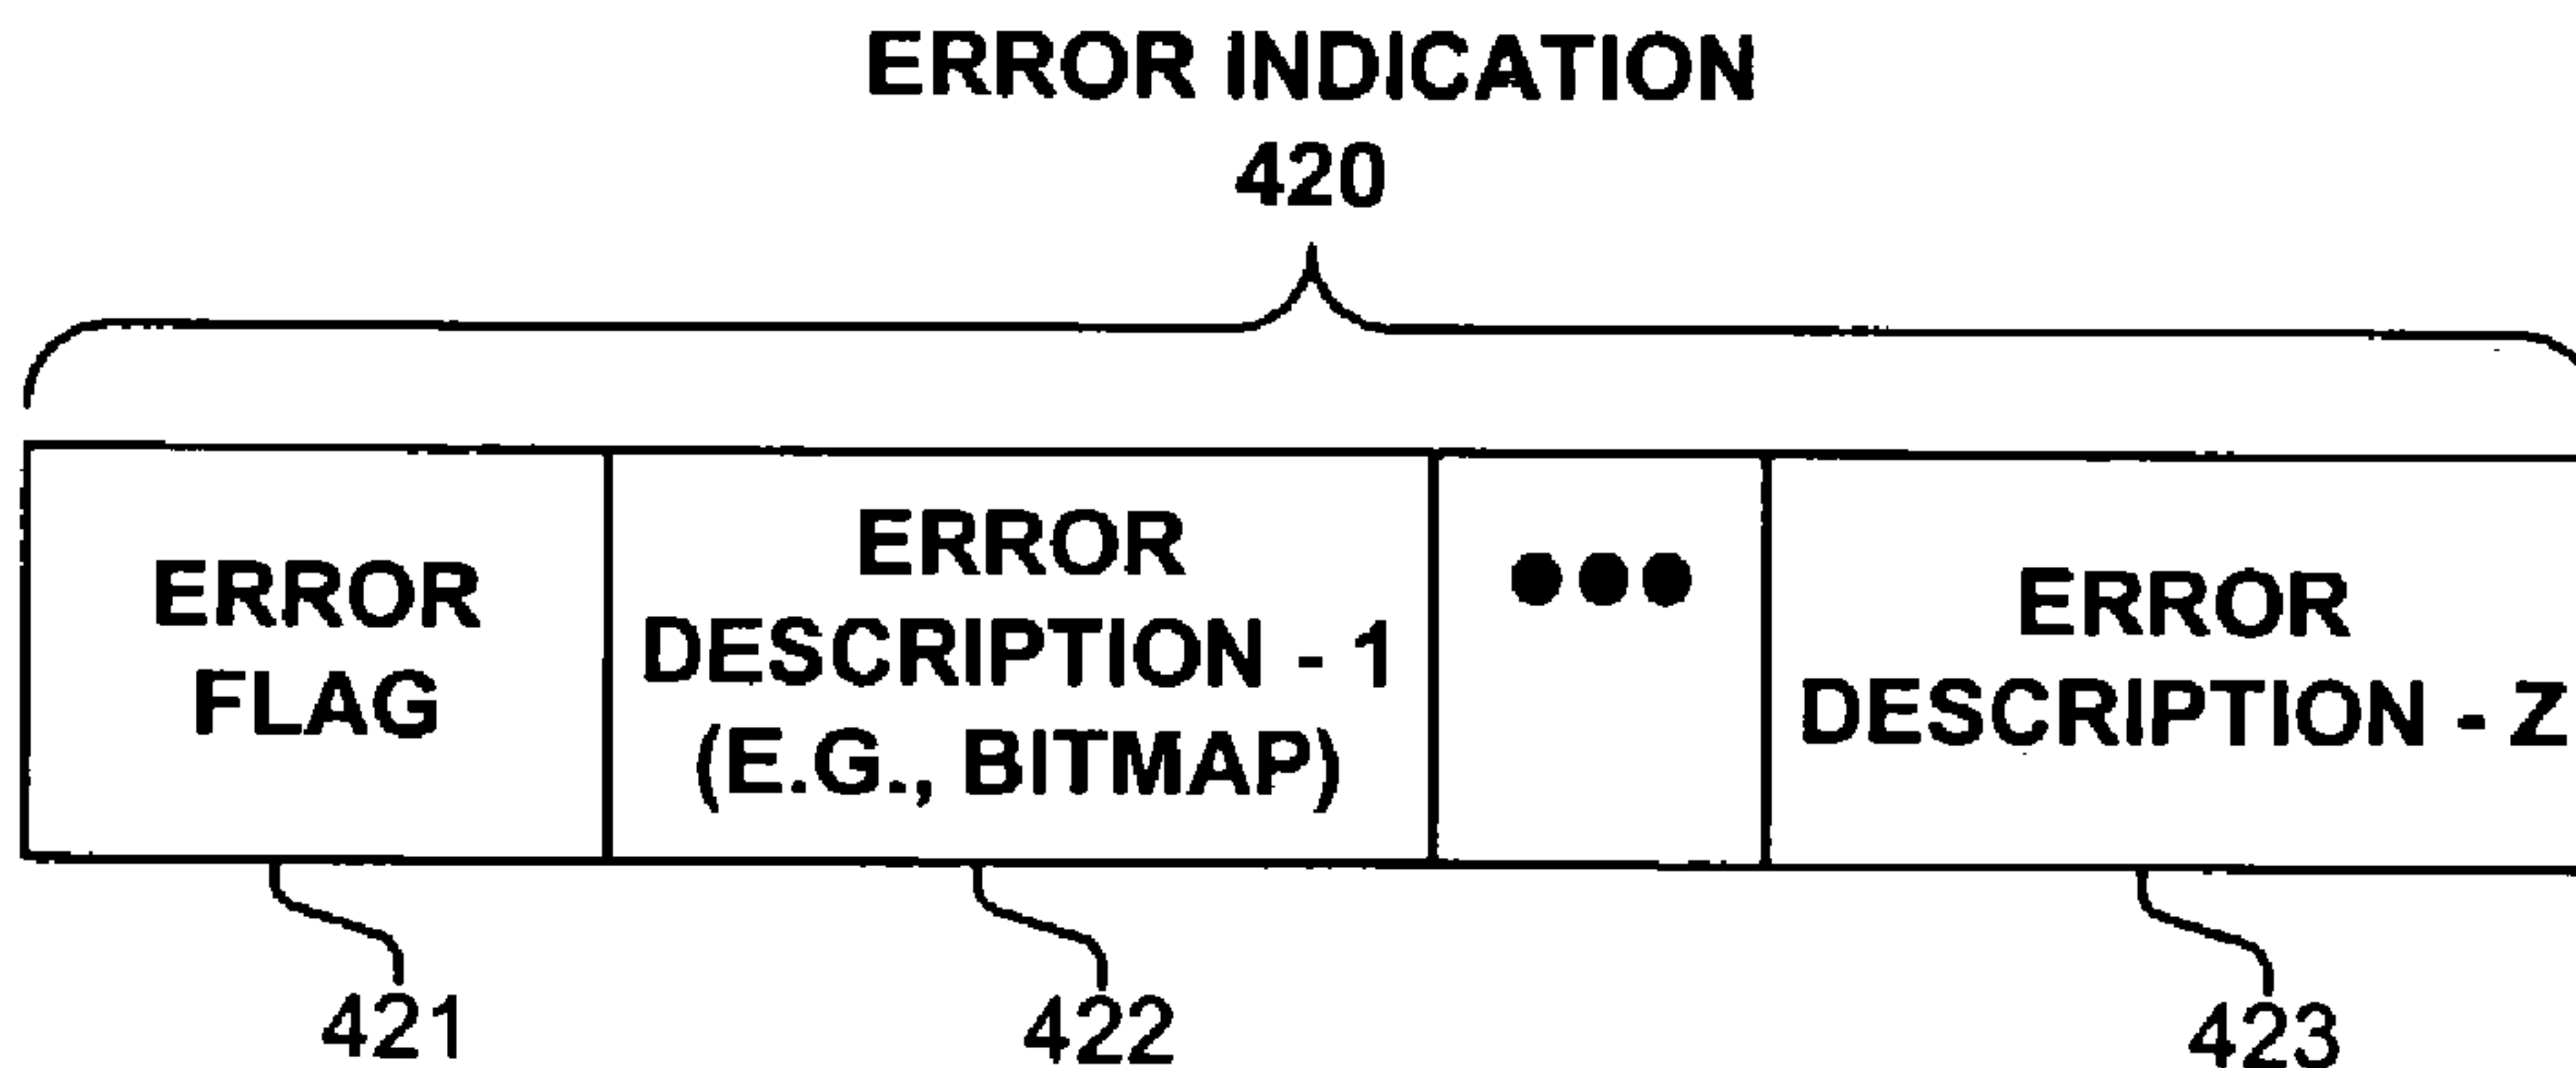 ERROR INDICATION
420
ERROR
FLAG
ERROR
DESCRIPTION - 1
(E.G., BITMAP)
●●●
ERROR
DESCRIPTION - Z
421
422
423